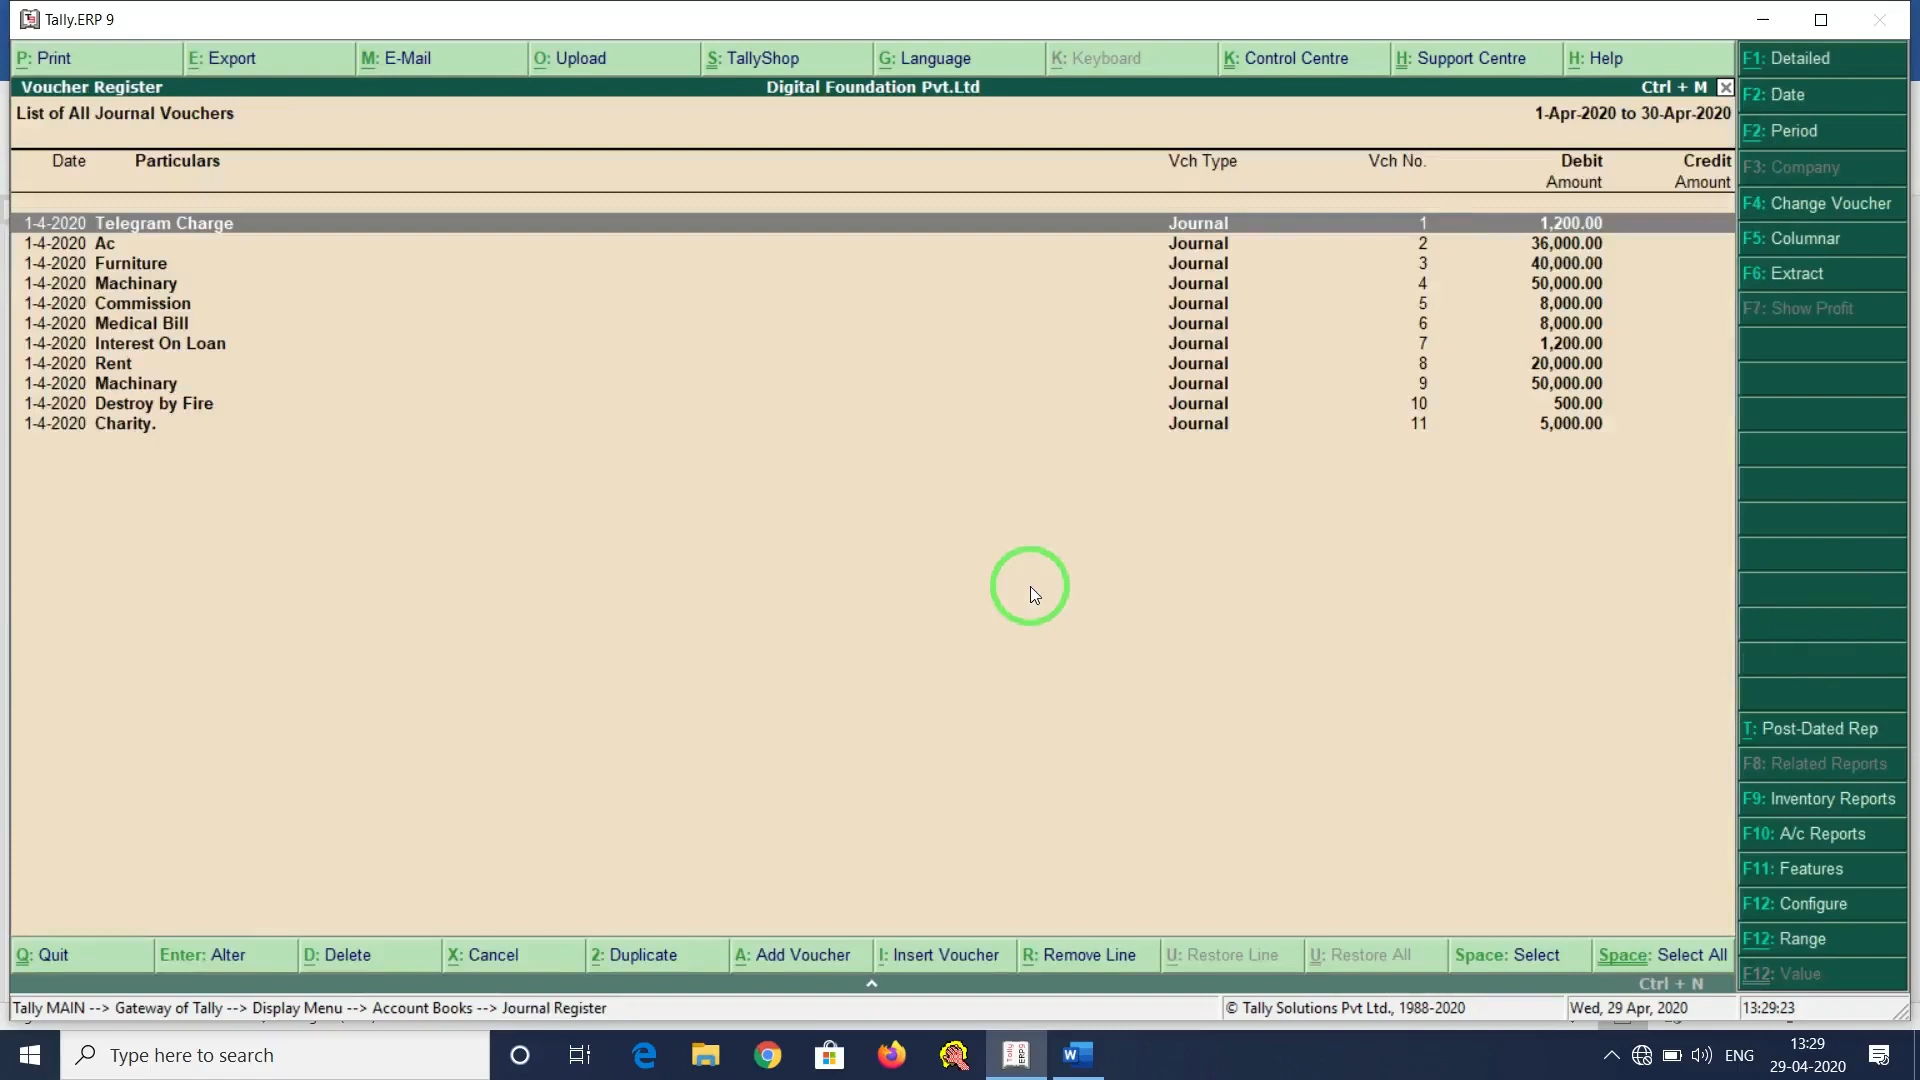 Tally.ERP 9
P: Print E: Export M: E-Mail O: Upload S: TallyShop G: Language K: Keyboard K: Control Centre H: Support Centre H: Help
Voucher Register Digital Foundation Pvt.Ltd Ctrl + M
List of All Journal Vouchers 1-Apr-2020 to 30-Apr-2020
Date Particulars Vch Type Vch No. Debit Credit
Amount Amount
1-4-2020 Telegram Charge Journal 1 1,200.00
1-4-2020 Ac Journal 2 36,000.00
1-4-2020 Furniture Journal 3 40,000.00
1-4-2020 Machinary Journal 4 50,000.00
1-4-2020 Commission Journal 5 8,000.00
1-4-2020 Medical Bill Journal 6 8,000.00
1-4-2020 Interest On Loan Journal 7 1,200.00
1-4-2020 Rent Journal 8 20,000.00
1-4-2020 Machinary Journal 9 50,000.00
1-4-2020 Destroy by Fire Journal 10 500.00
1-4-2020 Charity. Journal 11 5,000.00
F1: Detailed
F2: Date
F2: Period
F3: Company
F4: Change Voucher
F5: Columnar
F6: Extract
F7: Show Profit
T: Post-Dated Rep
F8: Related Reports
F9: Inventory Reports
F10: A/c Reports
F11: Features
F12: Configure
F12: Range
F12: Value
Q: Quit Enter: Alter D: Delete X: Cancel 2: Duplicate A: Add Voucher I: Insert Voucher R: Remove Line U: Restore Line U: Restore All Space: Select Space: Select All
Ctrl + N
Tally MAIN --> Gateway of Tally --> Display Menu --> Account Books --> Journal Register © Tally Solutions Pvt Ltd., 1988-2020 Wed, 29 Apr, 2020 13:29:23
Type here to search ENG 13:29
29-04-2020